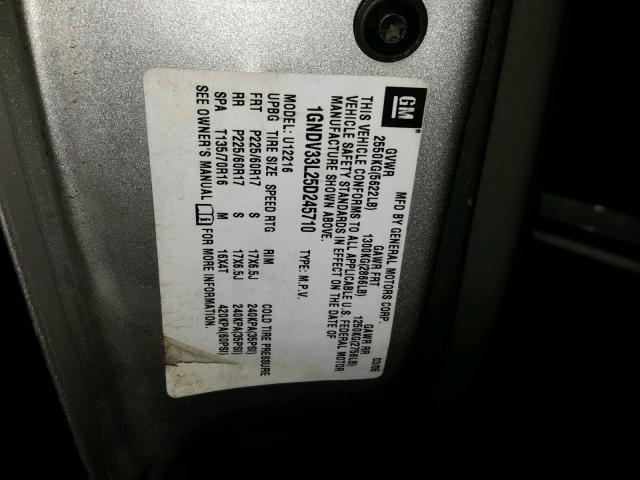 GM
MFD BY GENERAL MOTORS CORP. 03/05
GVWR GAWR FRT GAWR RR
2550KG(5622LB) 1300KG(2866LB) 1250KG(2756LB)
THIS VEHICLE CONFORMS TO ALL APPLICABLE U.S. FEDERAL MOTOR
VEHICLE SAFETY STANDARDS IN EFFECT ON THE DATE OF
MANUFACTURE SHOWN ABOVE.
1GNDV33L25D245710 TYPE: M.P.V.
MODEL: U12216
UPBG TIRE SIZE SPEED RTG RIM COLD TIRE PRESSURE
FRT P225/60R17 S 17X6.5J 240KPA(35PSI)
RR P225/60R17 S 17X6.5J 240KPA(35PSI)
SPA T135/70R16 M 16X4T 420KPA(60PSI)
SEE OWNER'S MANUAL FOR MORE INFORMATION.